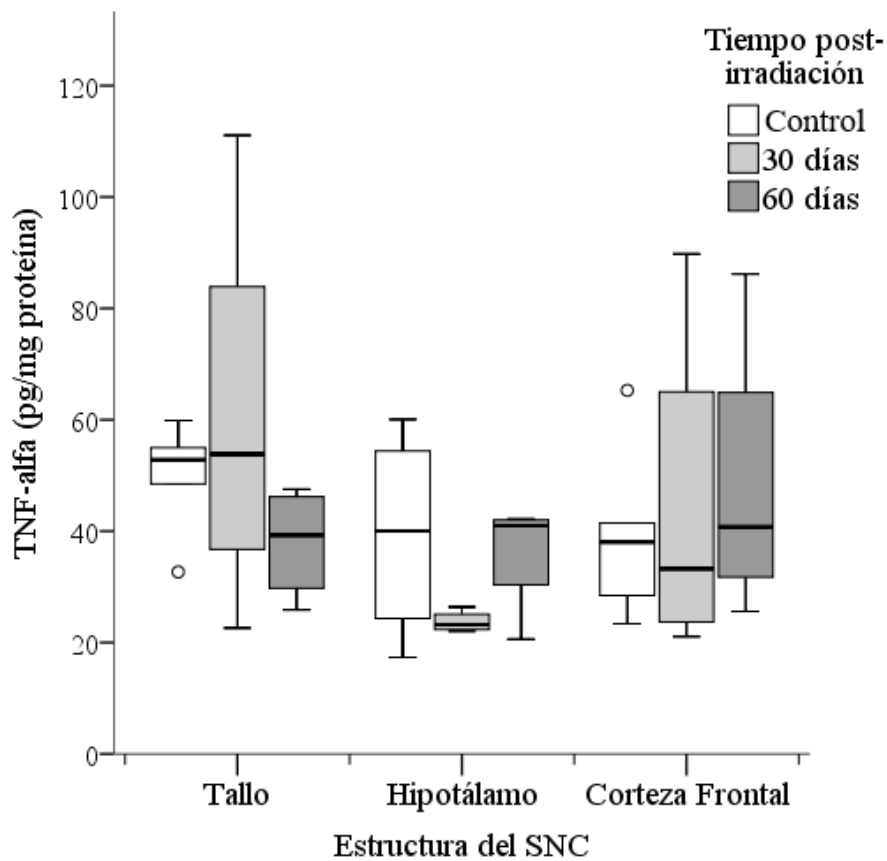 Tiempo post-
irradiación
Control
30 días
60 días
TNF-alfa (pg/mg proteína)
120
100
80
60
40
20
0
Tallo
Hipotálamo
Corteza Frontal
Estructura del SNC